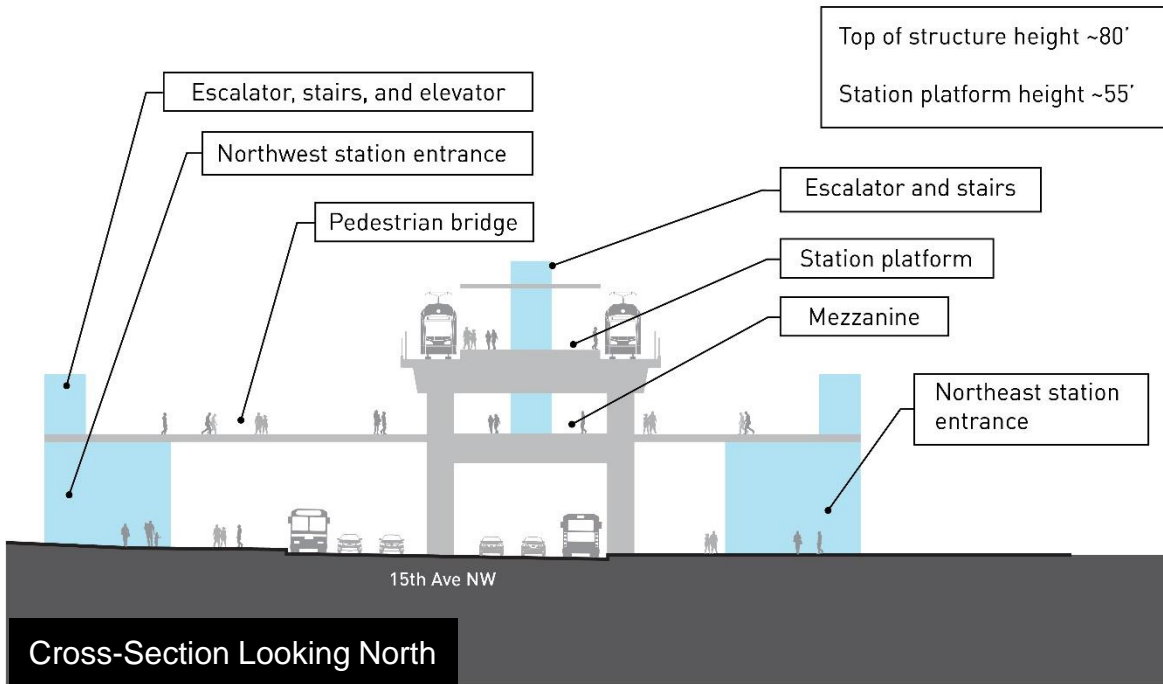 Top of structure height ~80'
Station platform height ~55'
Escalator, stairs, and elevator
Northwest station entrance
Pedestrian bridge
Escalator and stairs
Station platform
Mezzanine
Northeast station
entrance
15th Ave NW
Cross-Section Looking North